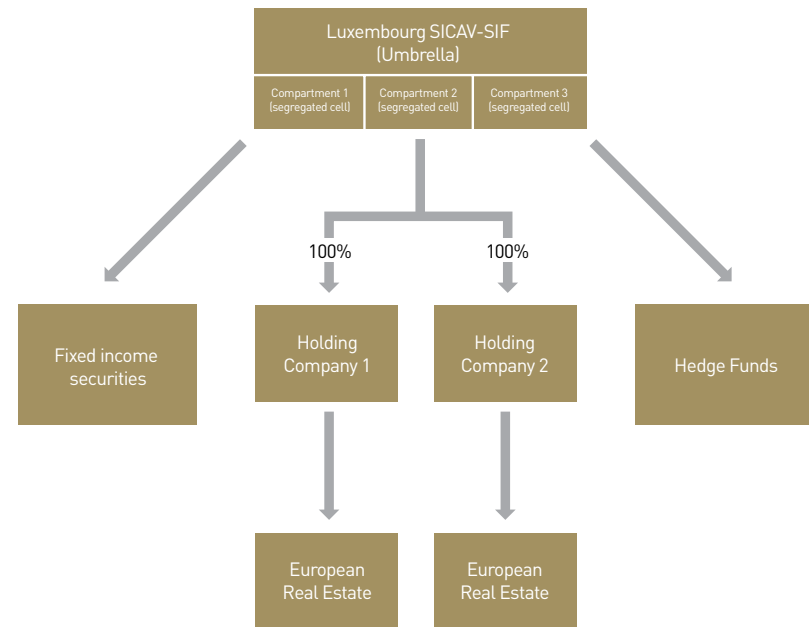 Luxembourg SICAV-SIF
(Umbrella)
Compartment 1
(segregated cell)
Compartment 2
(segregated cell)
Compartment 3
(segregated cell)
100%
100%
Fixed income
securities
Holding
Company 1
Holding
Company 2
Hedge Funds
European
Real Estate
European
Real Estate